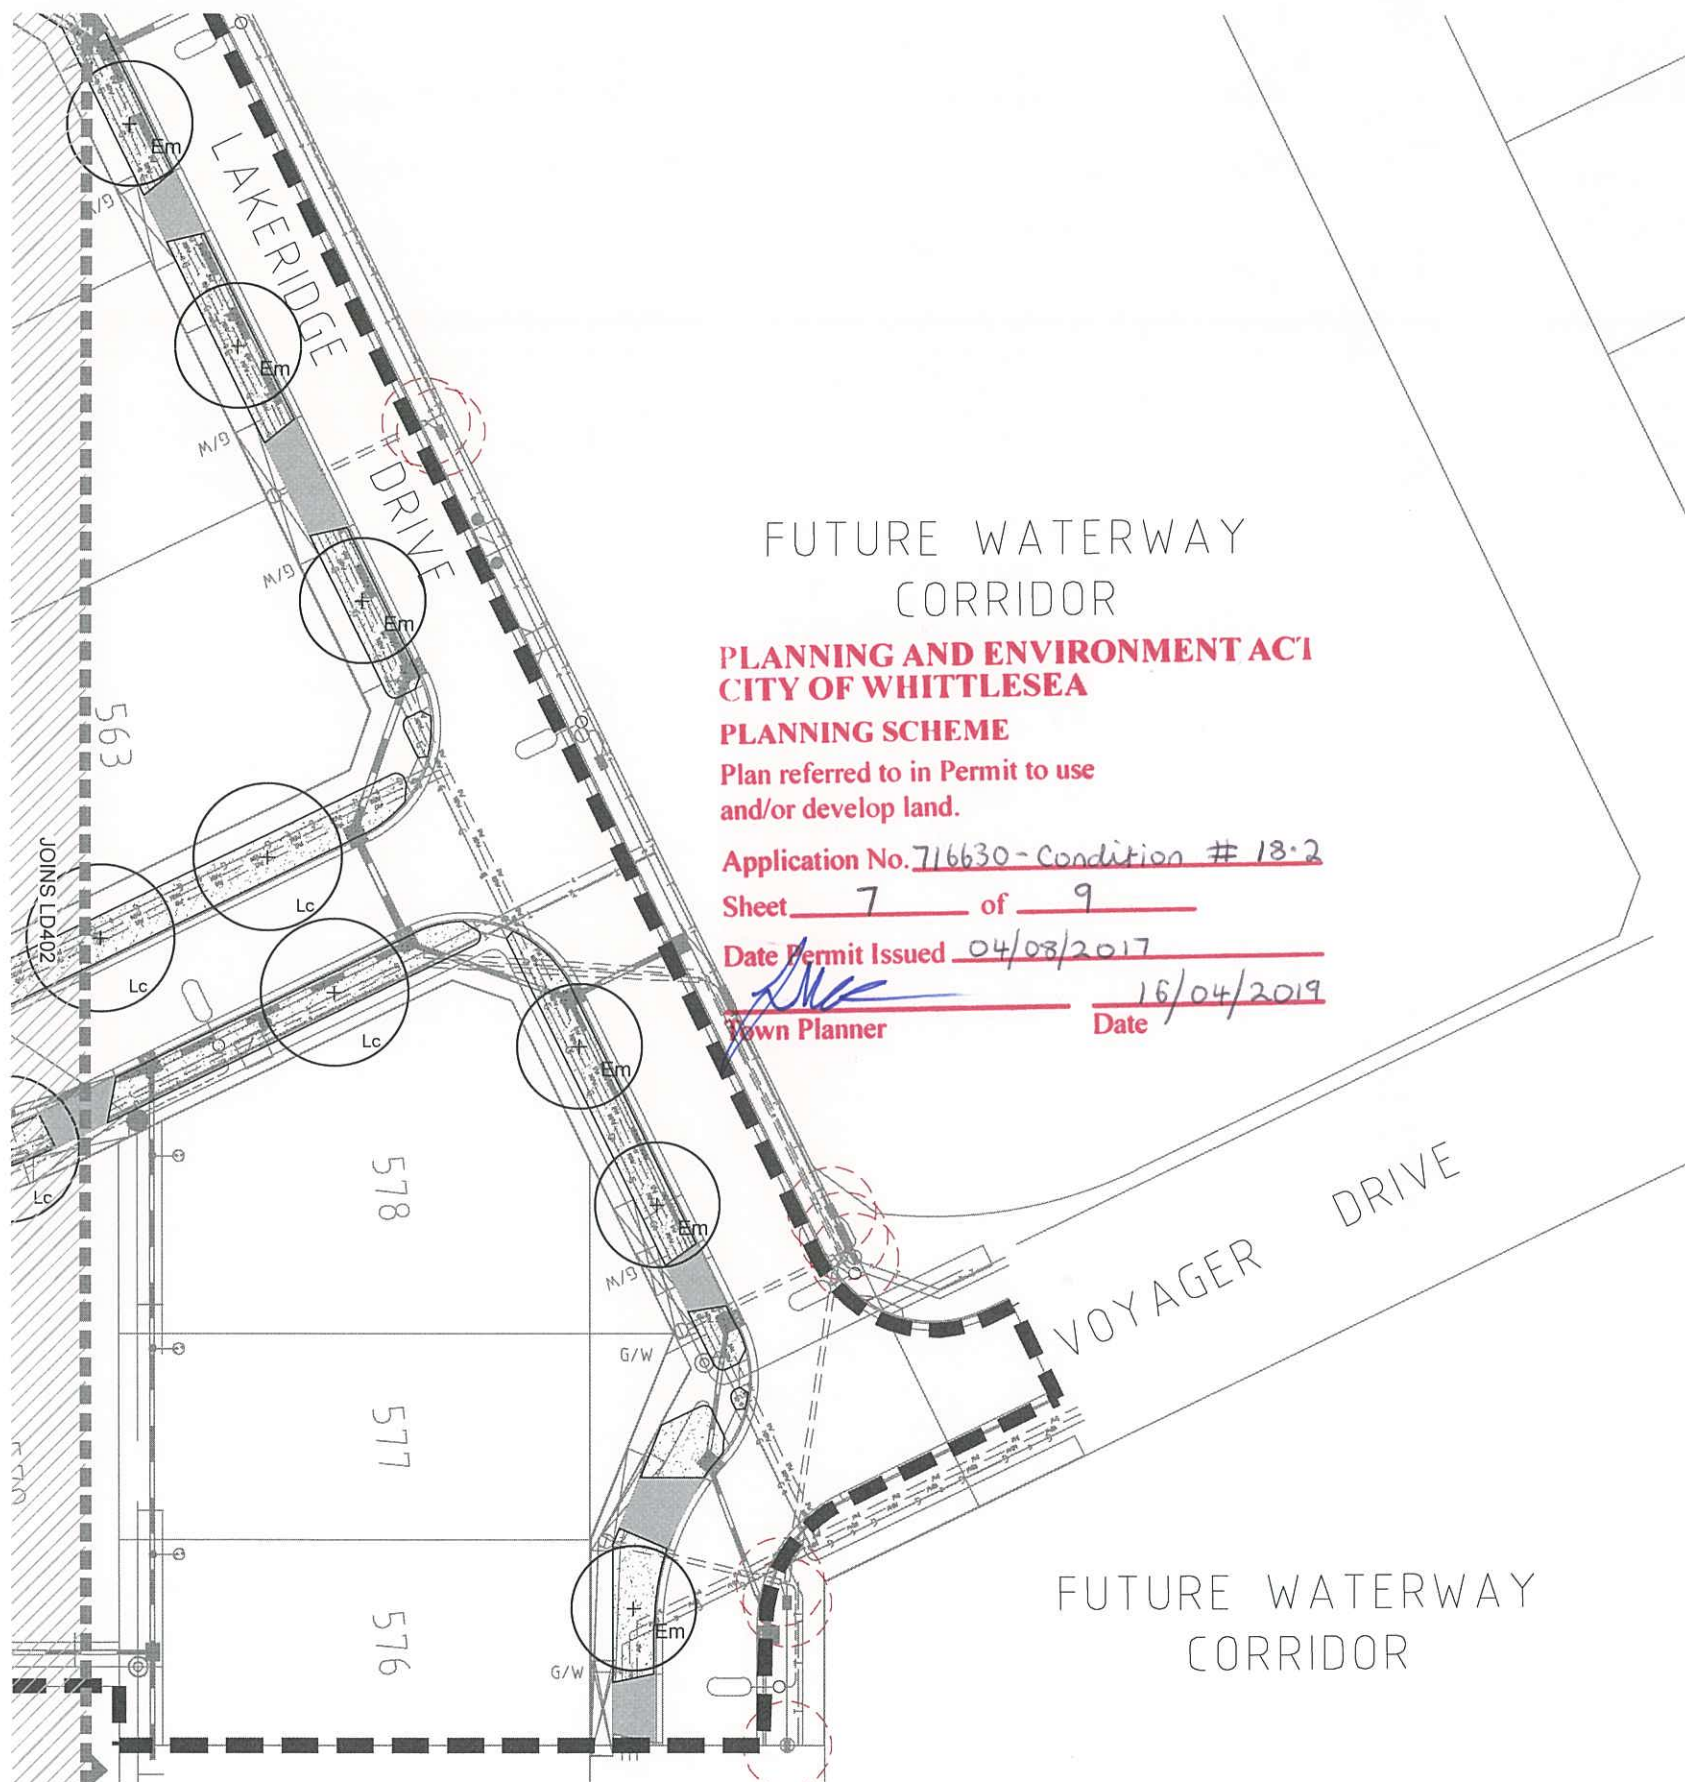 Em
G/W
LAKERIDGE
DRIVE
Em
G/W
G/W
Em
FUTURE WATERWAY
CORRIDOR
PLANNING AND ENVIRONMENT ACT
CITY OF WHITTLESEA
PLANNING SCHEME
Plan referred to in Permit to use
and/or develop land.
Application No. 716630 - Condition # 18.2
Sheet 7 of 9
Date Permit Issued 04/08/2017
16/04/2019
Town Planner Date
563
JOINS LD402
Lc
Lc
Lc
Lc
Em
Em
G/W
578
VOYAGER DRIVE
G/W
577
576
Em
G/W
FUTURE WATERWAY
CORRIDOR